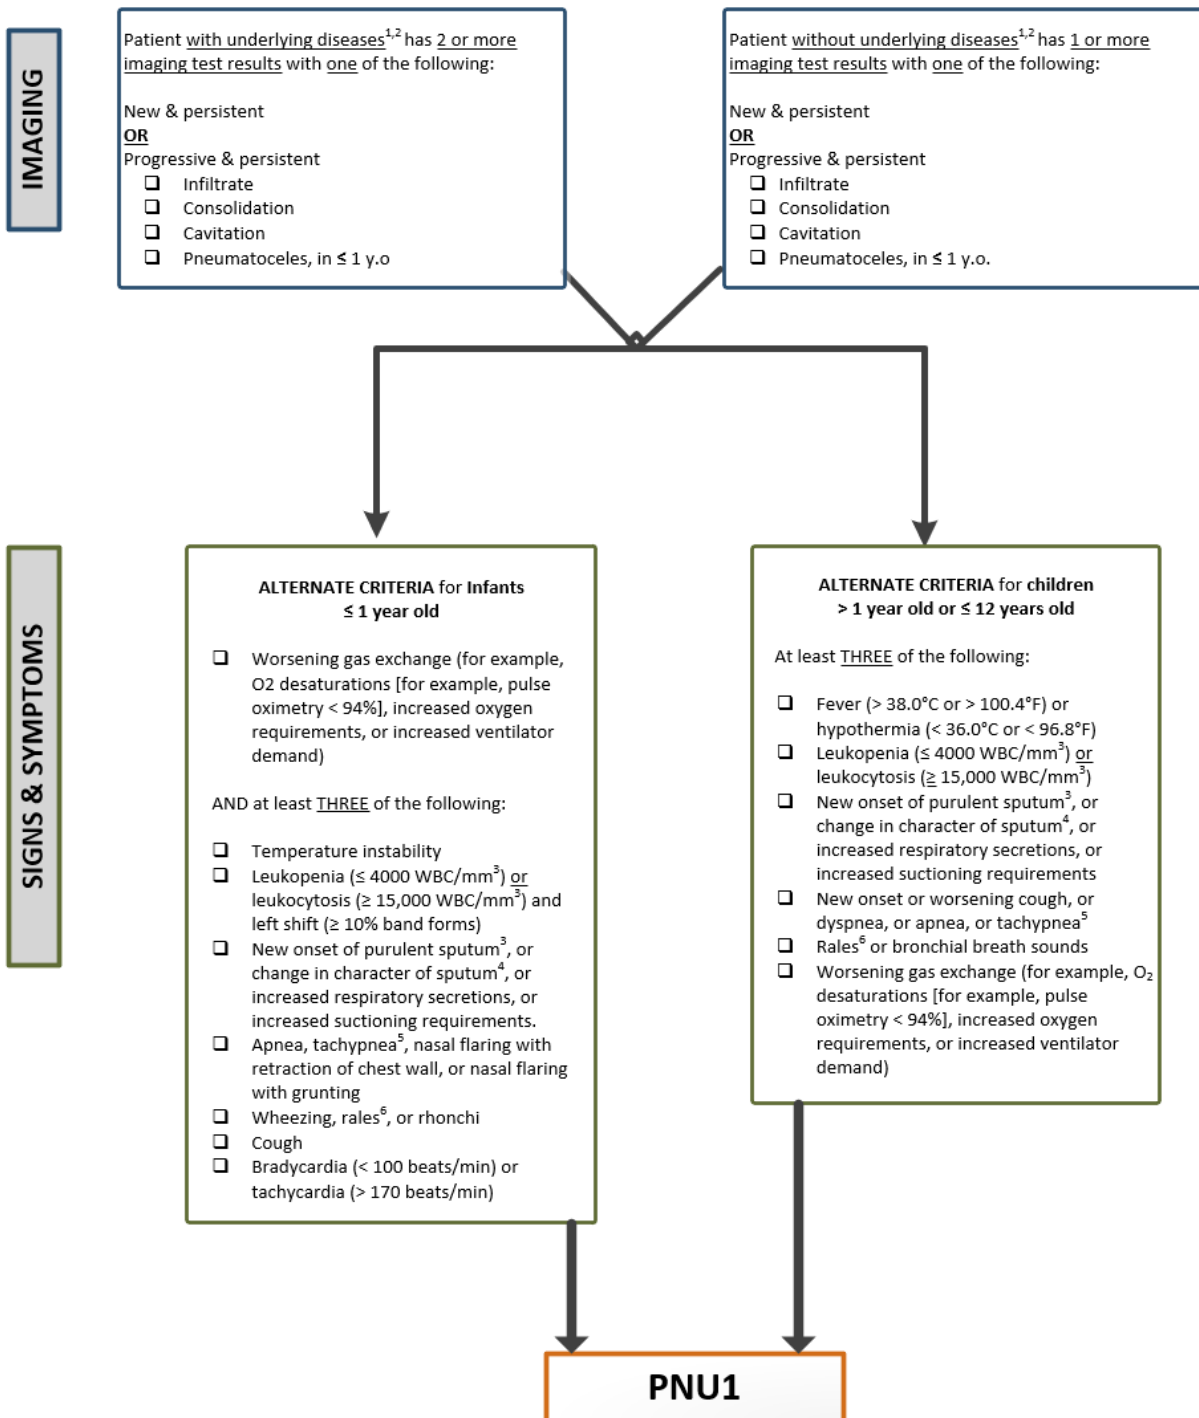 IMAGING
Patient with underlying diseases1,2 has 2 or more
imaging test results with one of the following:
New & persistent
OR
Progressive & persistent
❑ Infiltrate
❑ Consolidation
❑ Cavitation
❑ Pneumatoceles, in ≤ 1 y.o
Patient without underlying diseases1,2 has 1 or more
imaging test results with one of the following:
New & persistent
OR
Progressive & persistent
❑ Infiltrate
❑ Consolidation
❑ Cavitation
❑ Pneumatoceles, in ≤ 1 y.o.
SIGNS & SYMPTOMS
ALTERNATE CRITERIA for Infants
≤ 1 year old
❑ Worsening gas exchange (for example,
O2 desaturations [for example, pulse
oximetry < 94%], increased oxygen
requirements, or increased ventilator
demand)
AND at least THREE of the following:
❑ Temperature instability
❑ Leukopenia (≤ 4000 WBC/mm3) or
leukocytosis (≥ 15,000 WBC/mm3) and
left shift (≥ 10% band forms)
❑ New onset of purulent sputum3, or
change in character of sputum4, or
increased respiratory secretions, or
increased suctioning requirements.
❑ Apnea, tachypnea5, nasal flaring with
retraction of chest wall, or nasal flaring
with grunting
❑ Wheezing, rales6, or rhonchi
❑ Cough
❑ Bradycardia (< 100 beats/min) or
tachycardia (> 170 beats/min)
ALTERNATE CRITERIA for children
> 1 year old or ≤ 12 years old
At least THREE of the following:
❑ Fever (> 38.0°C or > 100.4°F) or
hypothermia (< 36.0°C or < 96.8°F)
❑ Leukopenia (≤ 4000 WBC/mm3) or
leukocytosis (≥ 15,000 WBC/mm3)
❑ New onset of purulent sputum3, or
change in character of sputum4, or
increased respiratory secretions, or
increased suctioning requirements
❑ New onset or worsening cough, or
dyspnea, or apnea, or tachypnea5
❑ Rales6 or bronchial breath sounds
❑ Worsening gas exchange (for example, O2
desaturations [for example, pulse
oximetry < 94%], increased oxygen
requirements, or increased ventilator
demand)
PNU1